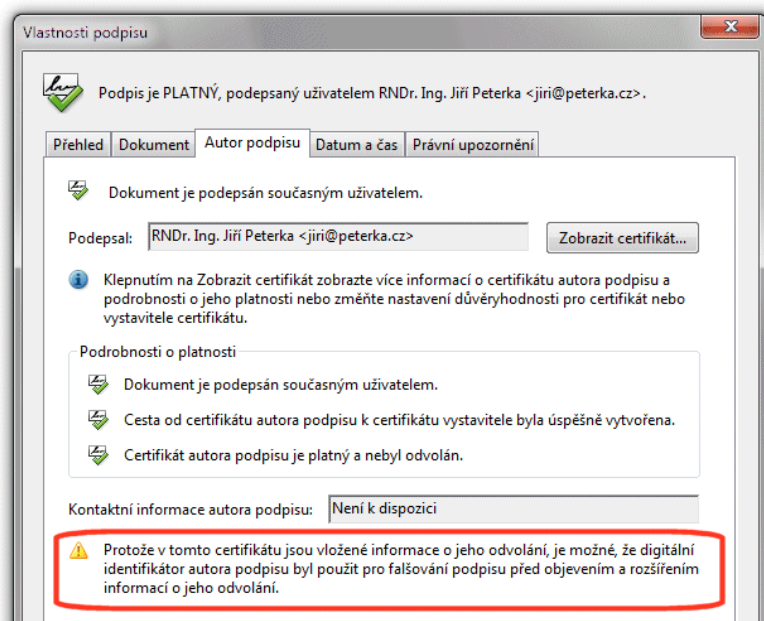 Vlastnosti podpisu
Podpis je PLATNÝ, podepsaný uživatelem RNDr. Ing. Jiří Peterka <jiri@peterka.cz>.
Přehled Dokument Autor podpisu Datum a čas Právní upozornění
Dokument je podepsán současným uživatelem.
Podepsal: RNDr. Ing. Jiří Peterka <jiri@peterka.cz> Zobrazit certifikát...
Klepnutím na Zobrazit certifikát zobrazte více informací o certifikátu autora podpisu a
podrobnosti o jeho platnosti nebo změňte nastavení důvěryhodnosti pro certifikát nebo
vystavitele certifikátu.
Podrobnosti o platnosti
Dokument je podepsán současným uživatelem.
Cesta od certifikátu autora podpisu k certifikátu vystavitele byla úspěšně vytvořena.
Certifikát autora podpisu je platný a nebyl odvolán.
Kontaktní informace autora podpisu: Není k dispozici
Protože v tomto certifikátu jsou vložené informace o jeho odvolání, je možné, že digitální
identifikátor autora podpisu byl použit pro falšování podpisu před objevením a rozšířením
informací o jeho odvolání.